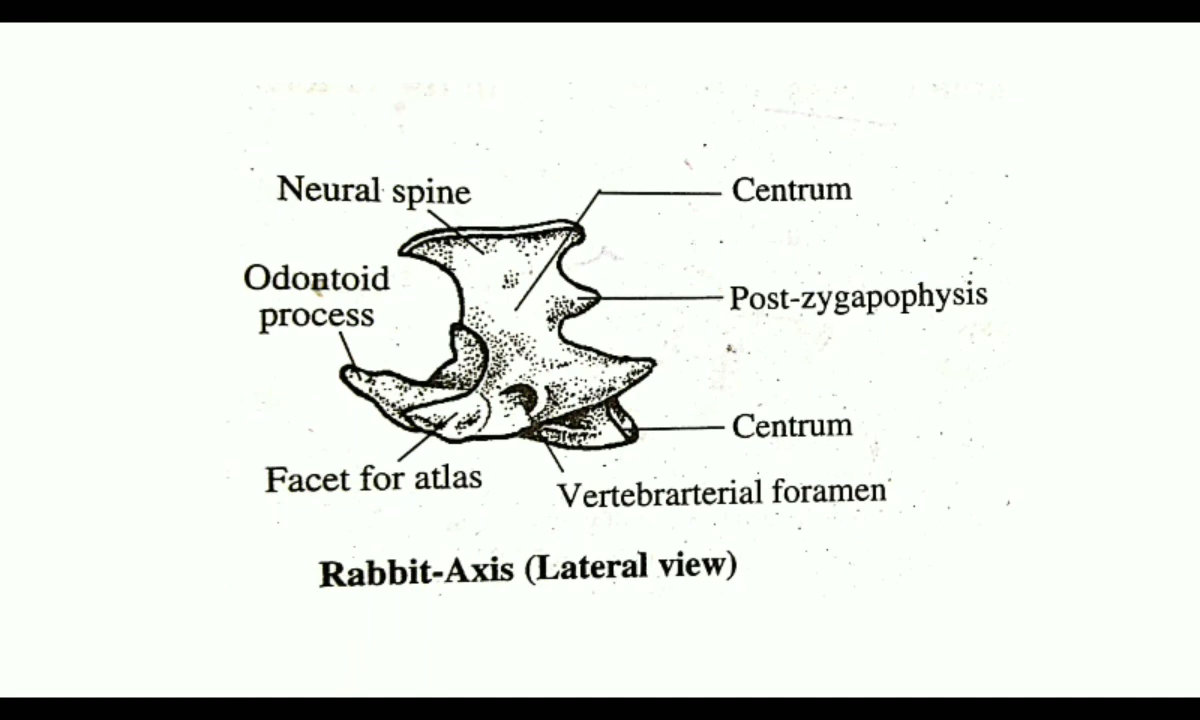 Neural spine
Centrum
Odontoid
process
Post-zygapophysis
Centrum
Facet for atlas
Vertebrarterial foramen
Rabbit-Axis (Lateral view)